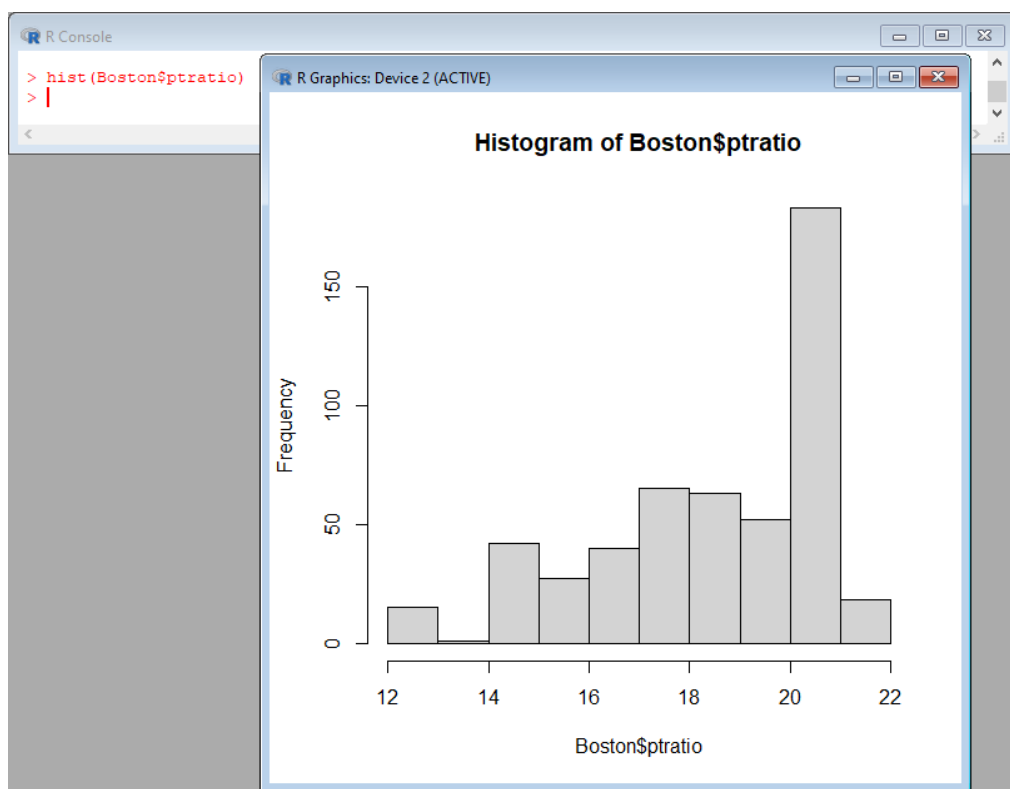 R Console
> hist(Boston$ptratio)
>
R Graphics: Device 2 (ACTIVE)
Histogram of Boston$ptratio
150
100
50
0
Frequency
12 14 16 18 20 22
Boston$ptratio